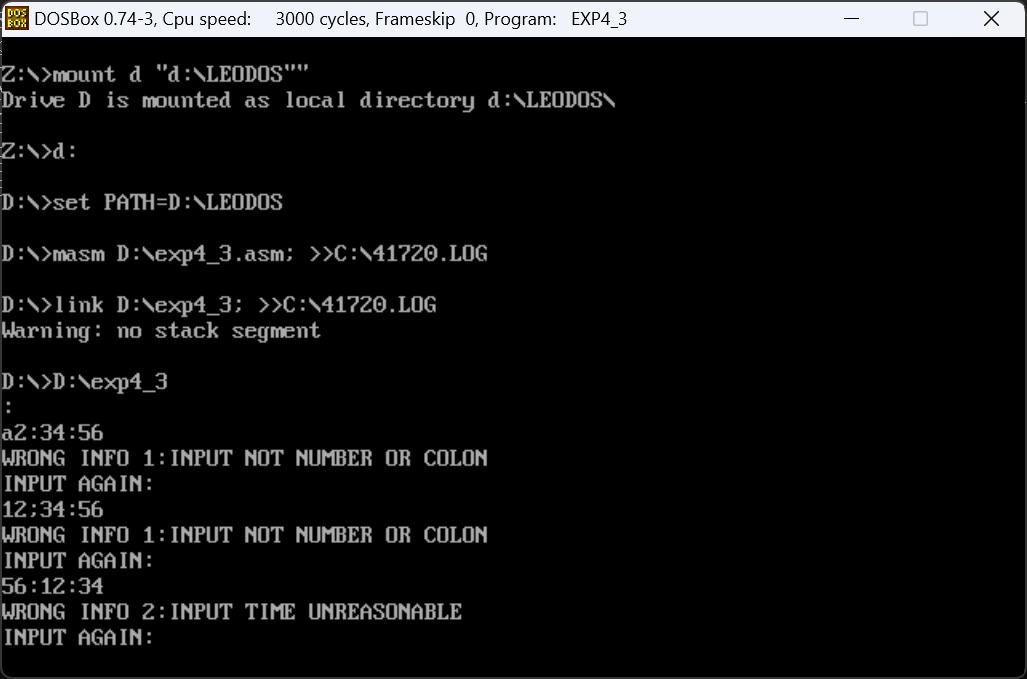 DOSBox 0.74-3, Cpu speed: 3000 cycles, Frameskip 0, Program: EXP4_3
Z:\>mount d "d:\LEODOS""
Drive D is mounted as local directory d:\LEODOS\
Z:\>d:
D:\>set PATH=D:\LEODOS
D:\>masm D:\exp4_3.asm; >>C:\41720.LOG
D:\>link D:\exp4_3; >>C:\41720.LOG
Warning: no stack segment
D:\>D:\exp4_3
:
a2:34:56
WRONG INFO 1:INPUT NOT NUMBER OR COLON
INPUT AGAIN:
12;34:56
WRONG INFO 1:INPUT NOT NUMBER OR COLON
INPUT AGAIN:
56:12:34
WRONG INFO 2:INPUT TIME UNREASONABLE
INPUT AGAIN: